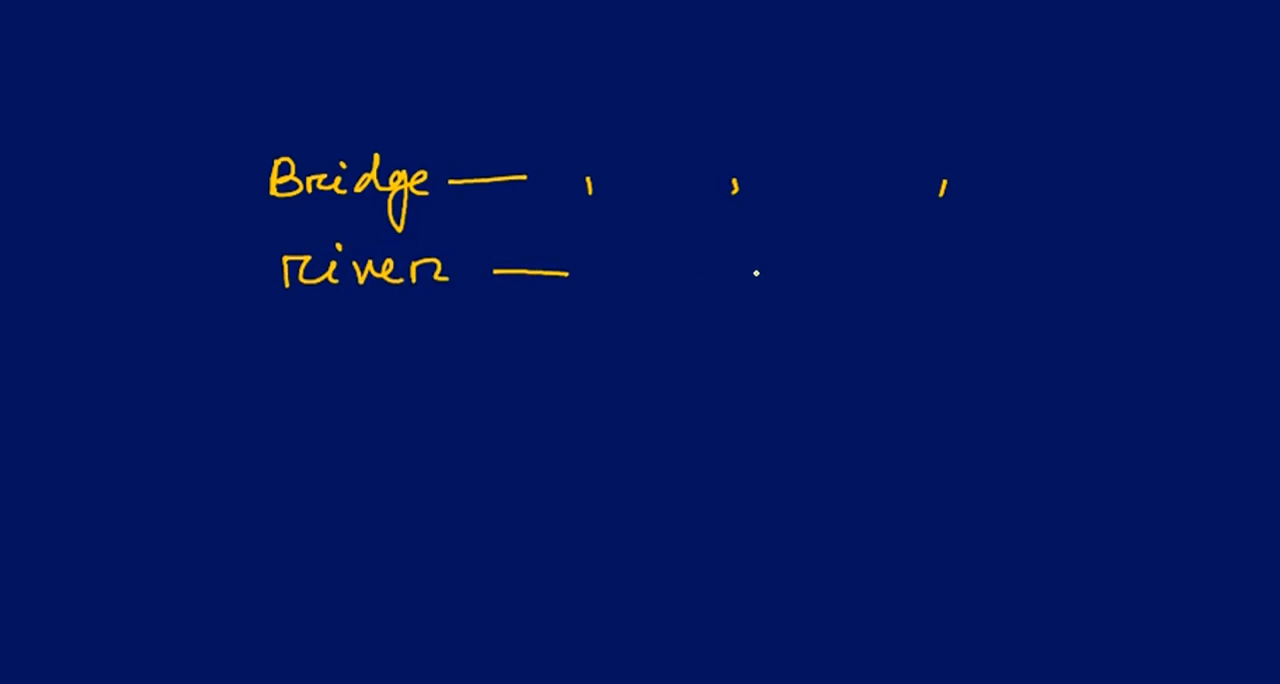 Bridge — , , ,
River —